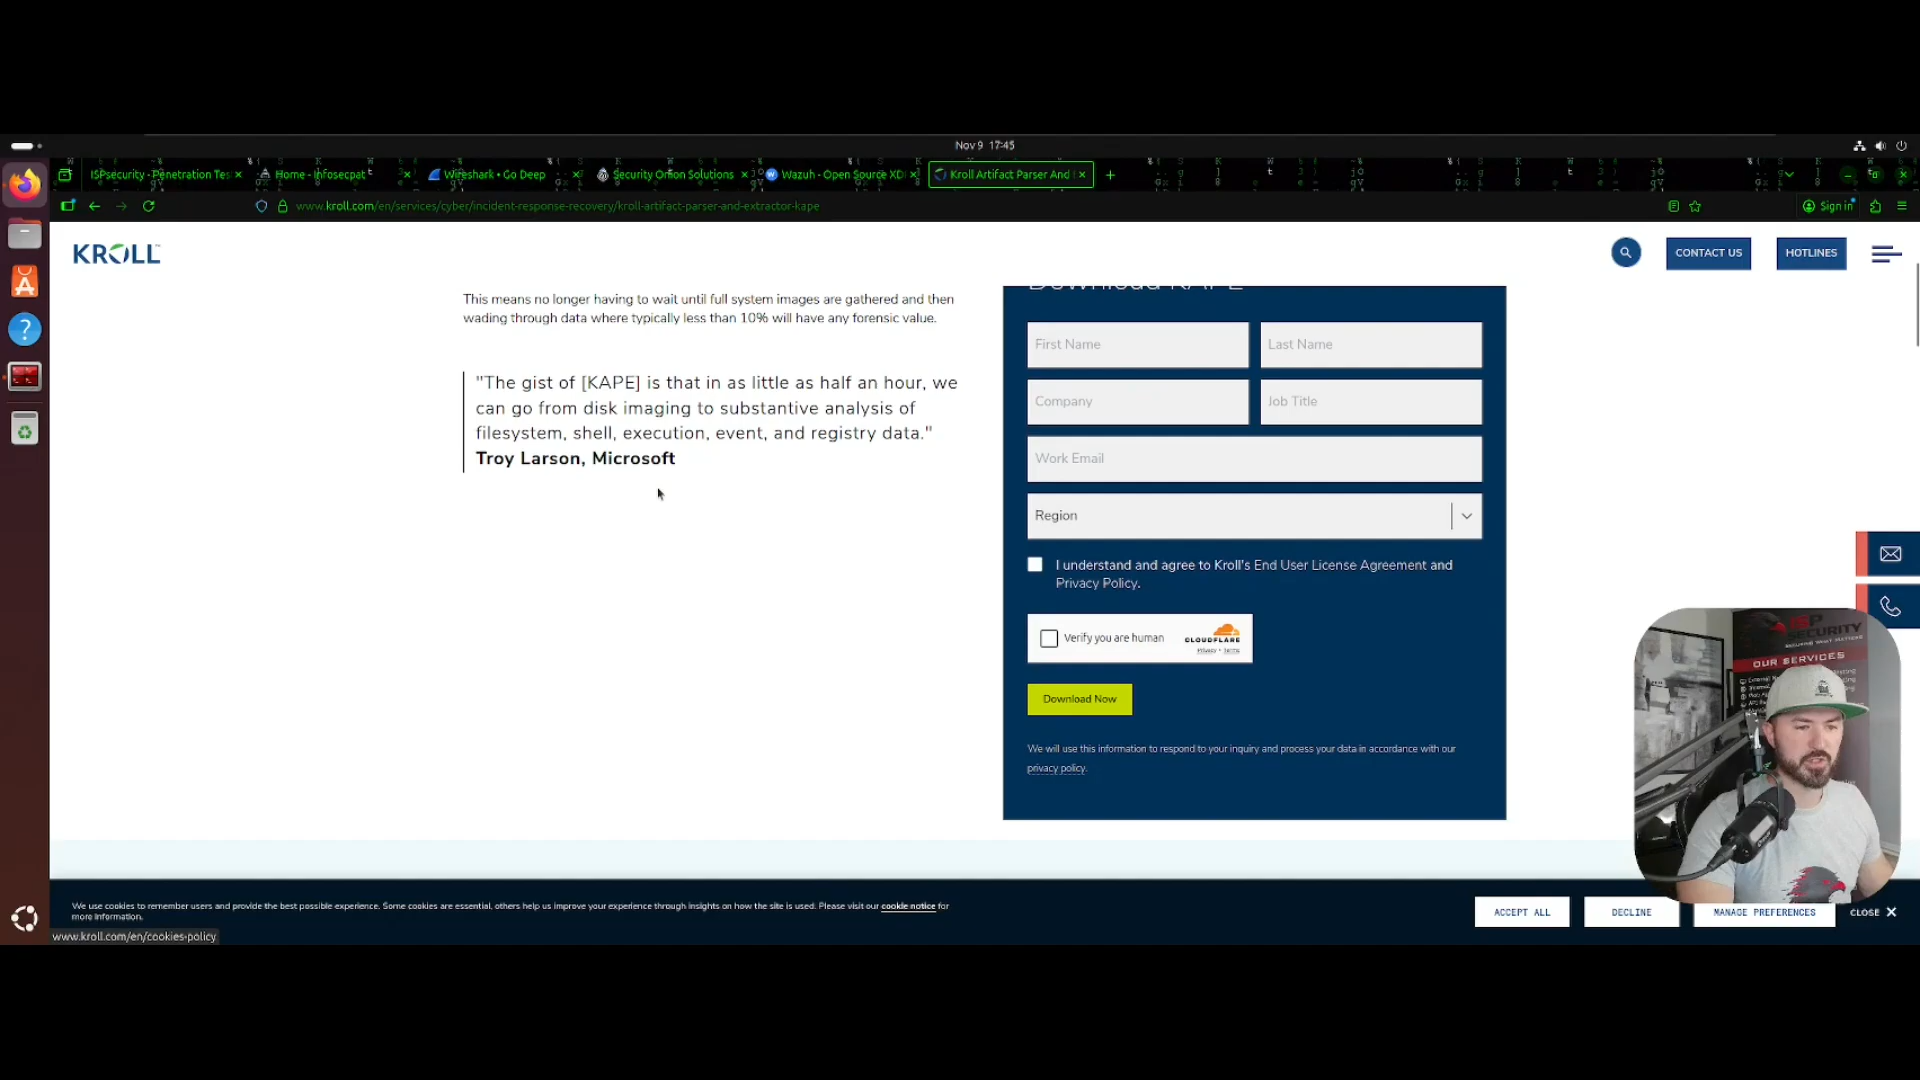 Nov 9 17:45
ISPsecurity - Penetration Tes
Home - Infosecpat
Wireshark • Go Deep
Security Onion Solutions
Wazuh - Open Source XD
Kroll Artifact Parser And
www.kroll.com/en/services/cyber/incident-response-recovery/kroll-artifact-parser-and-extractor-kape
Sign in
KROLL
CONTACT US
HOTLINES
This means no longer having to wait until full system images are gathered and then
wading through data where typically less than 10% will have any forensic value.
"The gist of [KAPE] is that in as little as half an hour, we
can go from disk imaging to substantive analysis of
filesystem, shell, execution, event, and registry data."
Troy Larson, Microsoft
Download KAPE
First Name
Last Name
Company
Job Title
Work Email
Region
I understand and agree to Kroll's End User License Agreement and
Privacy Policy.
Verify you are human
CLOUDFLARE
Privacy • Terms
Download Now
We will use this information to respond to your inquiry and process your data in accordance with our
privacy policy.
ISP
SECURITY
SECURING WHAT MATTERS
OUR SERVICES
We use cookies to remember users and provide the best possible experience. Some cookies are essential, others help us improve your experience through insights on how the site is used. Please visit our cookie notice for
more information.
ACCEPT ALL
DECLINE
MANAGE PREFERENCES
CLOSE
www.kroll.com/en/cookies-policy